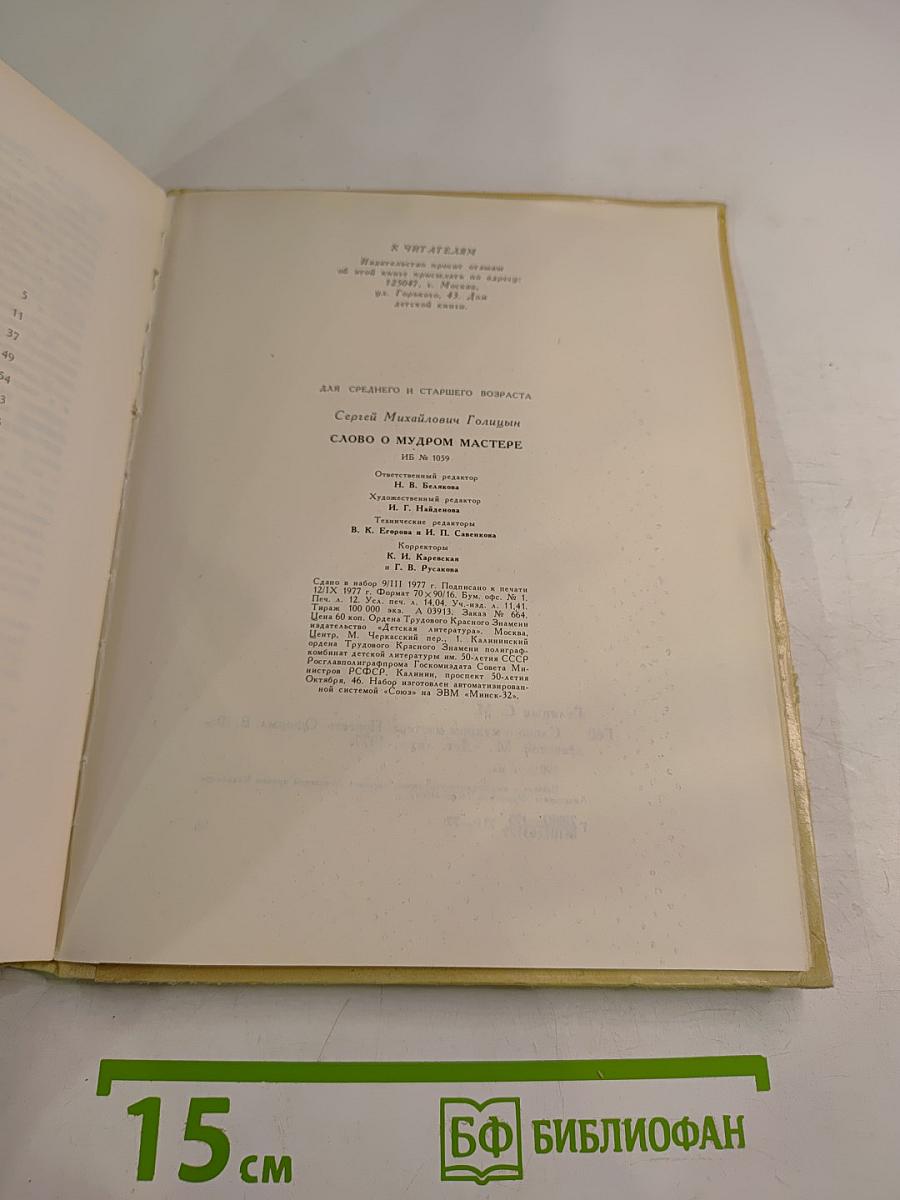 5
11
37
49
54
3
К ЧИТАТЕЛЯМ
Издательство просит отзывы
об этой книге присылать по адресу:
125047, г. Москва,
ул. Горького, 43. Дом
детской книги.
ДЛЯ СРЕДНЕГО И СТАРШЕГО ВОЗРАСТА
Сергей Михайлович Голицын
СЛОВО О МУДРОМ МАСТЕРЕ
ИБ № 1059
Ответственный редактор
Н. В. Белякова
Художественный редактор
И. Г. Найденова
Технические редакторы
В. К. Егорова и И. П. Савенкова
Корректоры
К. И. Каревская
и Г. В. Русакова
Сдано в набор 9/III 1977 г. Подписано к печати
12/IX 1977 г. Формат 70×90/16. Бум. офс. № 1.
Печ. л. 12. Усл. печ. л. 14,04. Уч.-изд. л. 11,41.
Тираж 100 000 экз. А 03913. Заказ № 664.
Цена 60 коп. Ордена Трудового Красного Знамени
издательство «Детская литература». Москва,
Центр, М. Черкасский пер., 1. Калининский
ордена Трудового Красного Знамени полиграф-
комбинат детской литературы им. 50-летия СССР
Росглавполиграфпрома Госкомиздата Совета Ми-
нистров РСФСР. Калинин, проспект 50-летия
Октября, 46. Набор изготовлен автоматизирован-
ной системой «Союз» на ЭВМ «Минск-32».
15 см
БФ БИБЛИОФАН